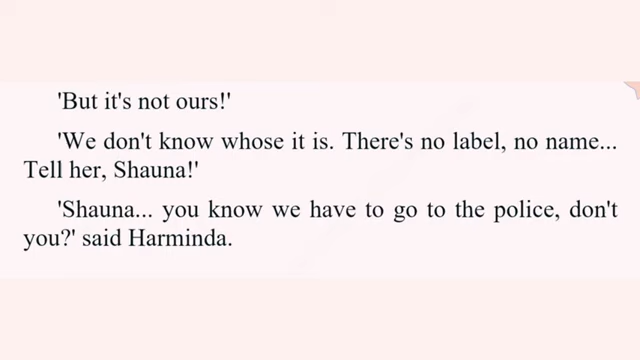 'But it's not ours!'
'We don't know whose it is. There's no label, no name...
Tell her, Shauna!'
'Shauna... you know we have to go to the police, don't
you?' said Harminda.